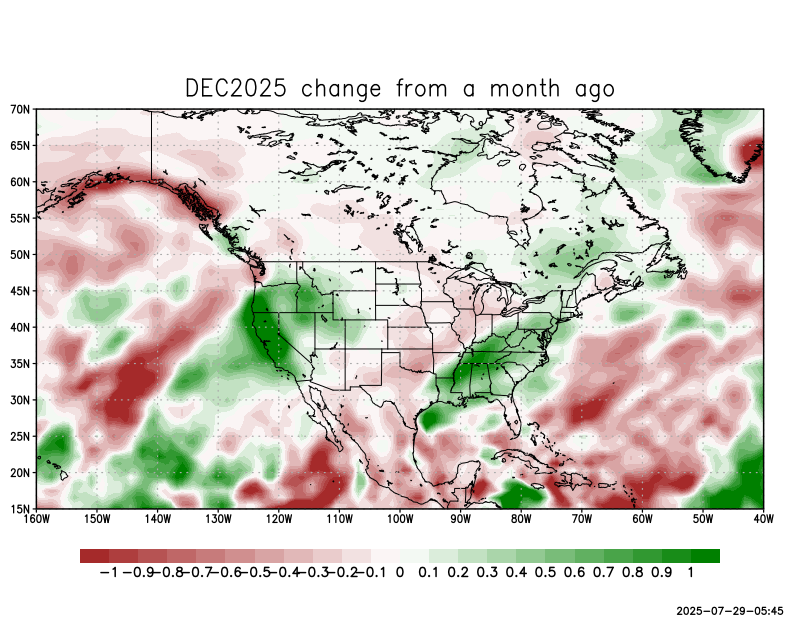 DEC2025 change from a month ago
70N
65N
60N
55N
50N
45N
40N
35N
30N
25N
20N
15N
160W 150W 140W 130W 120W 110W 100W 90W 80W 70W 60W 50W 40W
-1 -0.9 -0.8 -0.7 -0.6 -0.5 -0.4 -0.3 -0.2 -0.1 0 0.1 0.2 0.3 0.4 0.5 0.6 0.7 0.8 0.9 1
2025-07-29-05:45